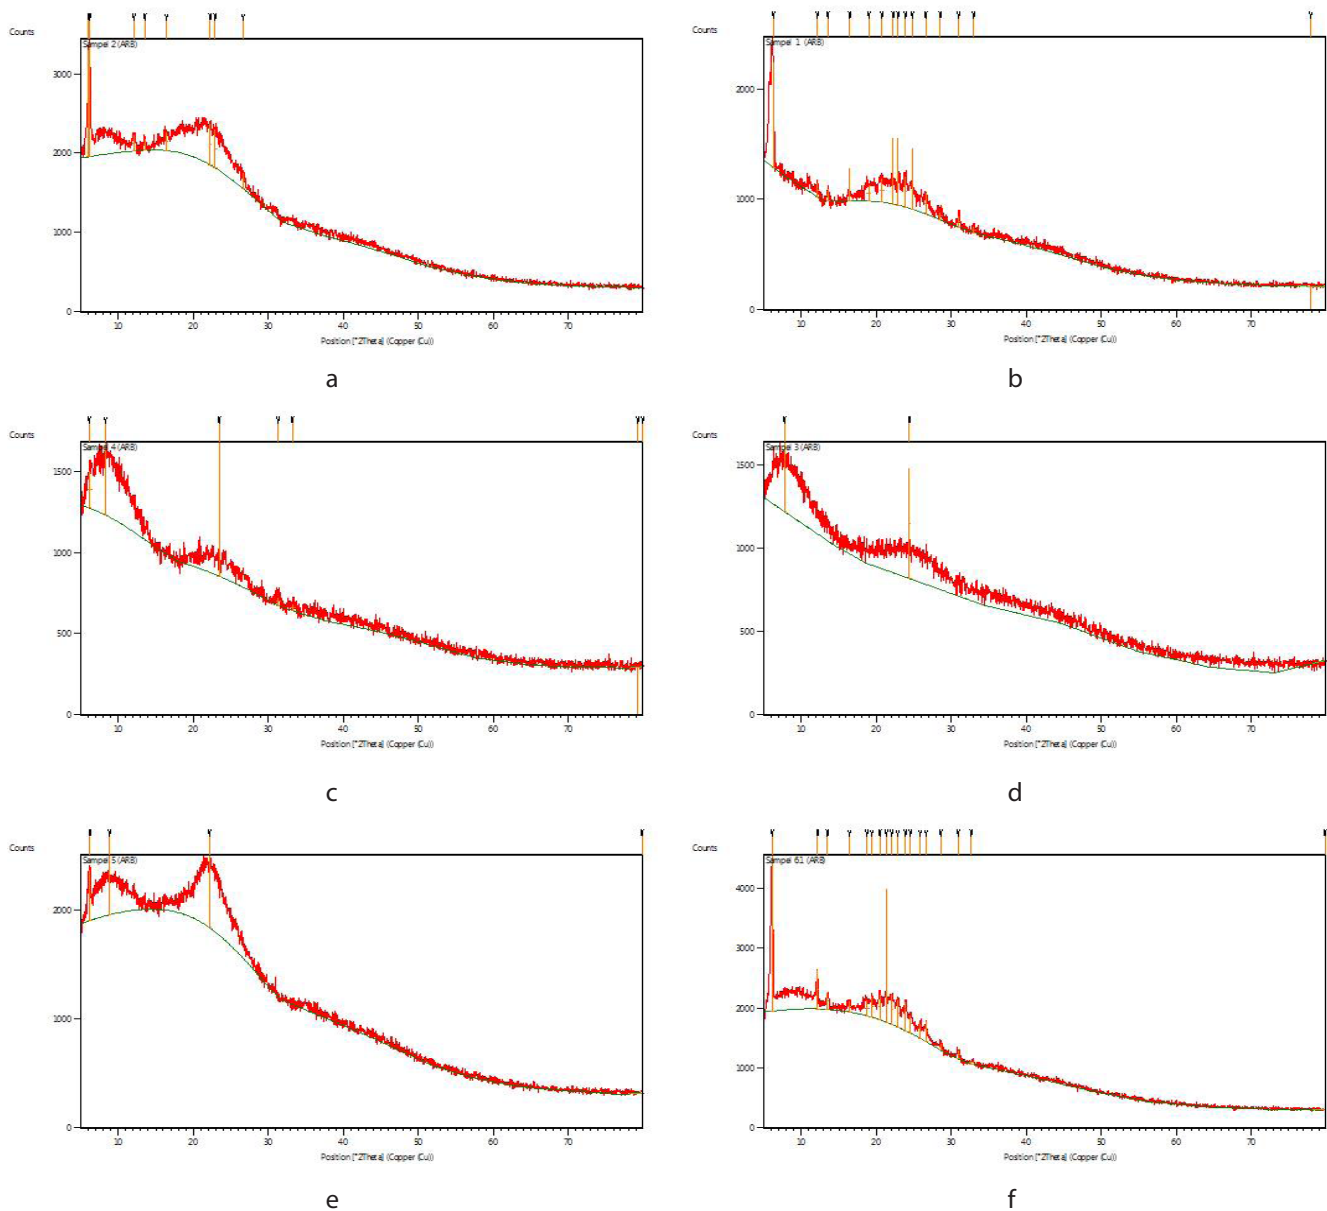 Counts
Sampel 2 (ARB)
3000
2000
1000
0
10 20 30 40 50 60 70
Position [°2Theta] (Copper (Cu))
a
Counts
Sampel 1 (ARB)
2000
1000
0
10 20 30 40 50 60 70
Position [°2Theta] (Copper (Cu))
b
Counts
Sampel 4 (ARB)
1500
1000
500
0
10 20 30 40 50 60 70
Position [°2Theta] (Copper (Cu))
c
Counts
Sampel 3 (ARB)
1500
1000
500
0
10 20 30 40 50 60 70
Position [°2Theta] (Copper (Cu))
d
Counts
Sampel 5 (ARB)
2000
1000
0
10 20 30 40 50 60 70
Position [°2Theta] (Copper (Cu))
e
Counts
Sampel 61 (ARB)
4000
3000
2000
1000
0
10 20 30 40 50 60 70
Position [°2Theta] (Copper (Cu))
f